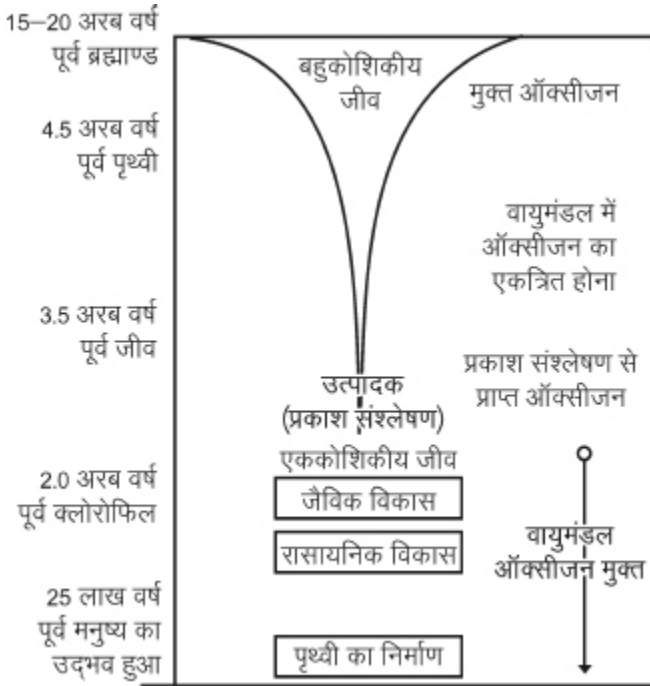 15–20 अरब वर्ष
पूर्व ब्रह्माण्ड
4.5 अरब वर्ष
पूर्व पृथ्वी
3.5 अरब वर्ष
पूर्व जीव
2.0 अरब वर्ष
पूर्व क्लोरोफिल
25 लाख वर्ष
पूर्व मनुष्य का
उद्‌भव हुआ
बहुकोशिकीय
जीव
उत्पादक
(प्रकाश संश्लेषण)
एककोशिकीय जीव
जैविक विकास
रासायनिक विकास
पृथ्वी का निर्माण
मुक्त ऑक्सीजन
वायुमंडल में
ऑक्सीजन का
एकत्रित होना
प्रकाश संश्लेषण से
प्राप्त ऑक्सीजन
वायुमंडल
ऑक्सीजन मुक्त